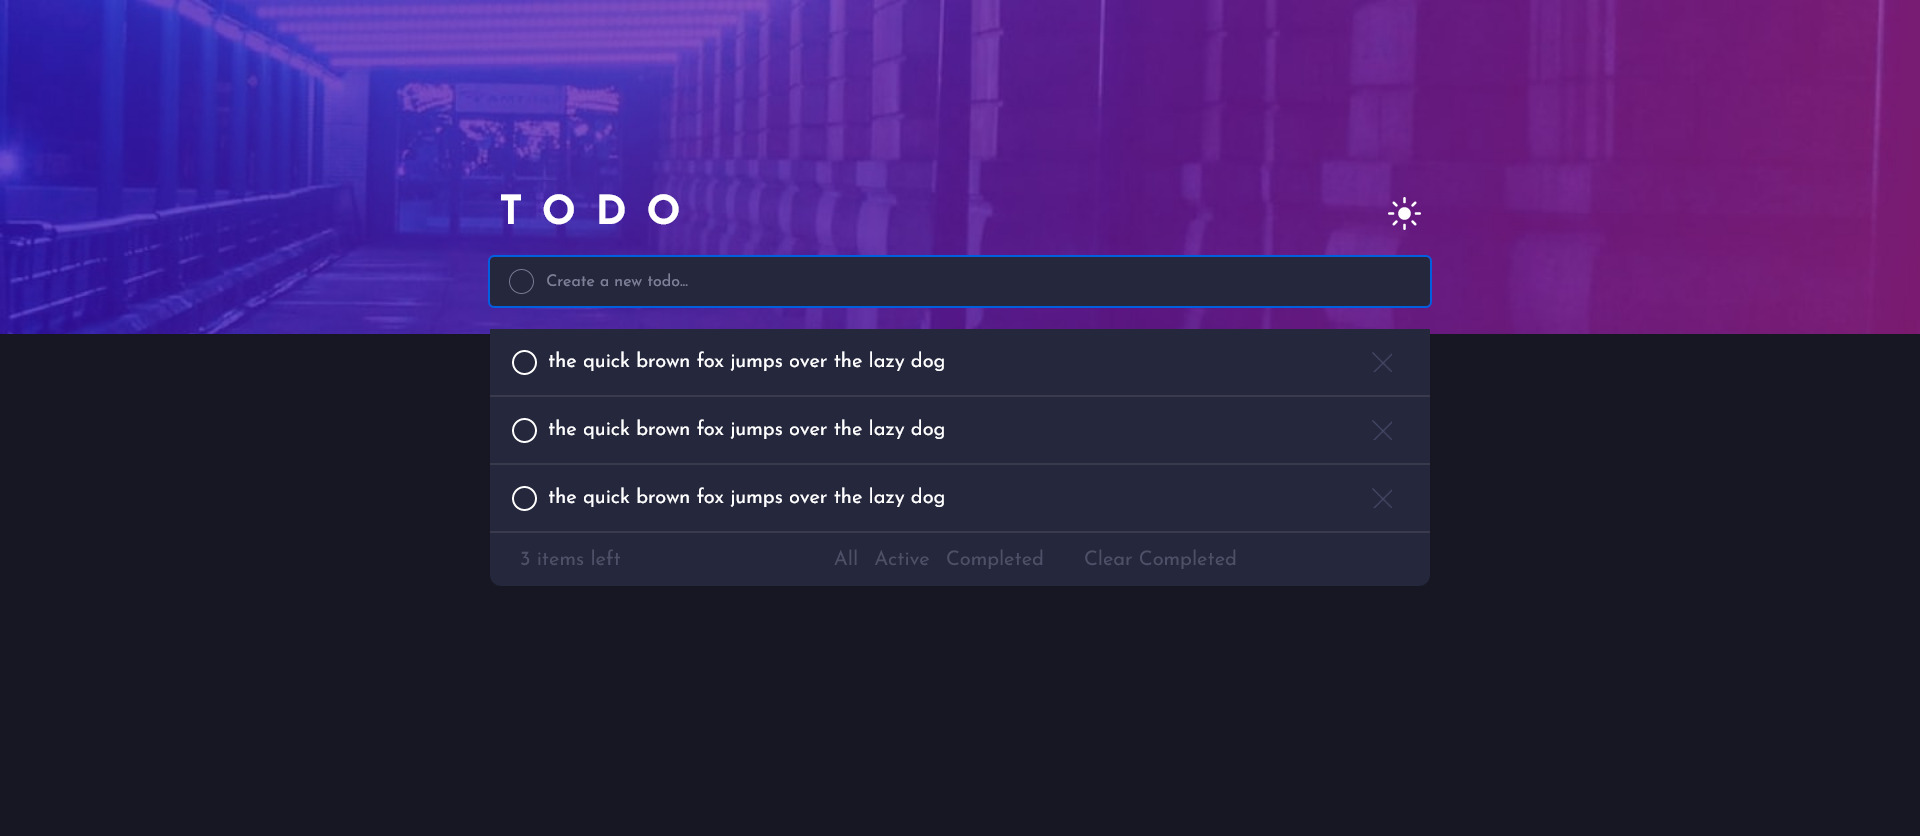 TODO
Create a new todo...
the quick brown fox jumps over the lazy dog
the quick brown fox jumps over the lazy dog
the quick brown fox jumps over the lazy dog
3 items left All Active Completed Clear Completed